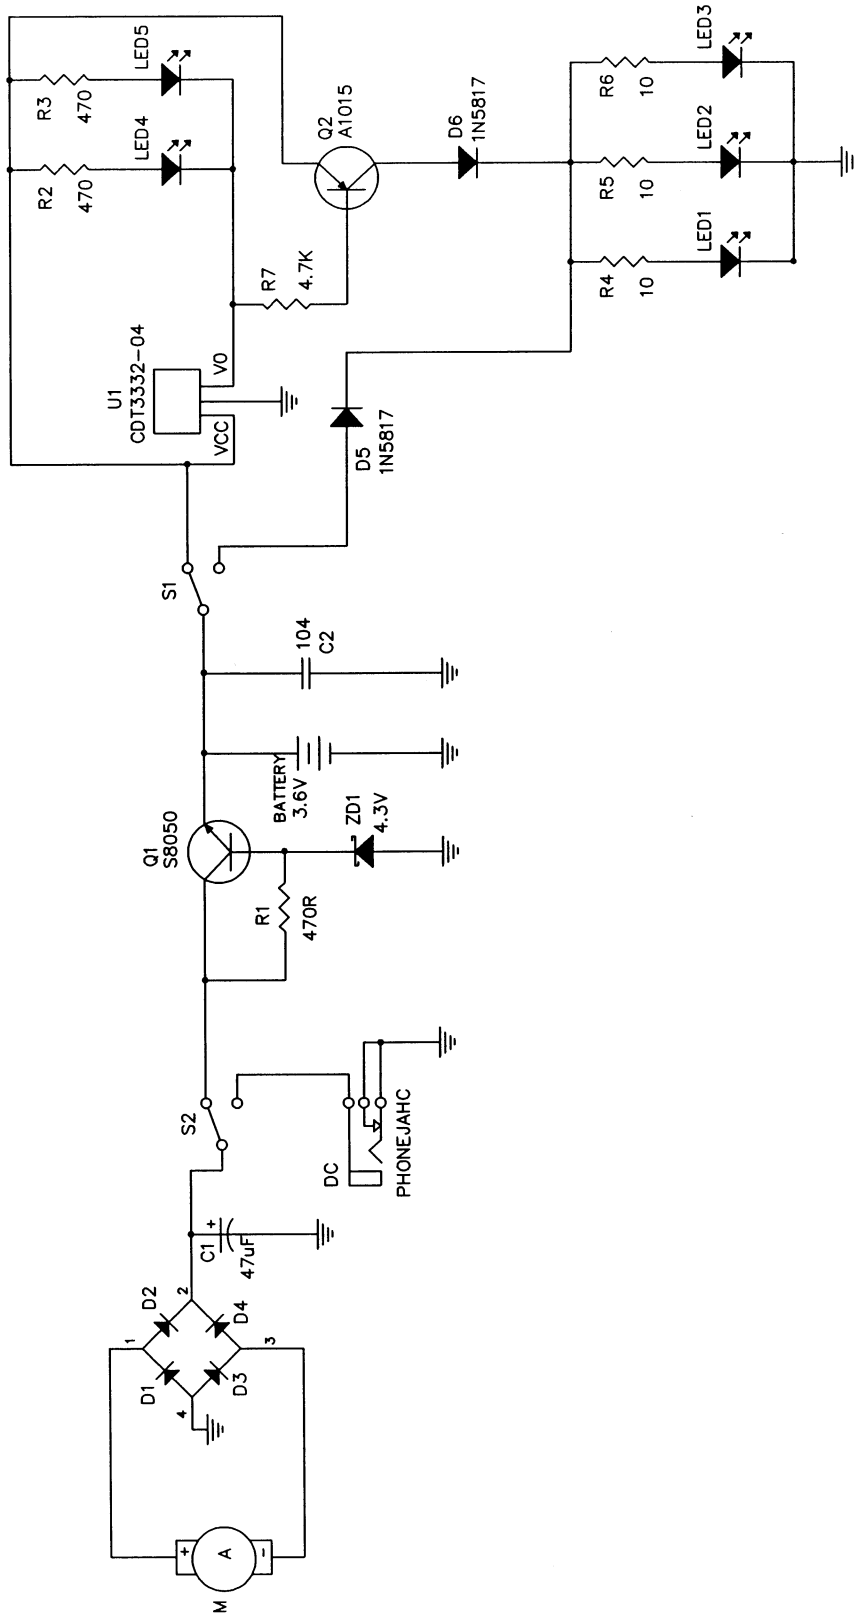 M
+
A
-
1
2
3
4
D1
D2
D3
D4
C1
+
47uF
S2
DC
PHONEJAHC
R1
470R
Q1
S8050
ZD1
4.3V
BATTERY
3.6V
104
C2
S1
D5
1N5817
U1
CDT3332-04
VCC
VO
R7
4.7K
R2
470
R3
470
LED4
LED5
Q2
A1015
D6
1N5817
R4
10
R5
10
R6
10
LED1
LED2
LED3